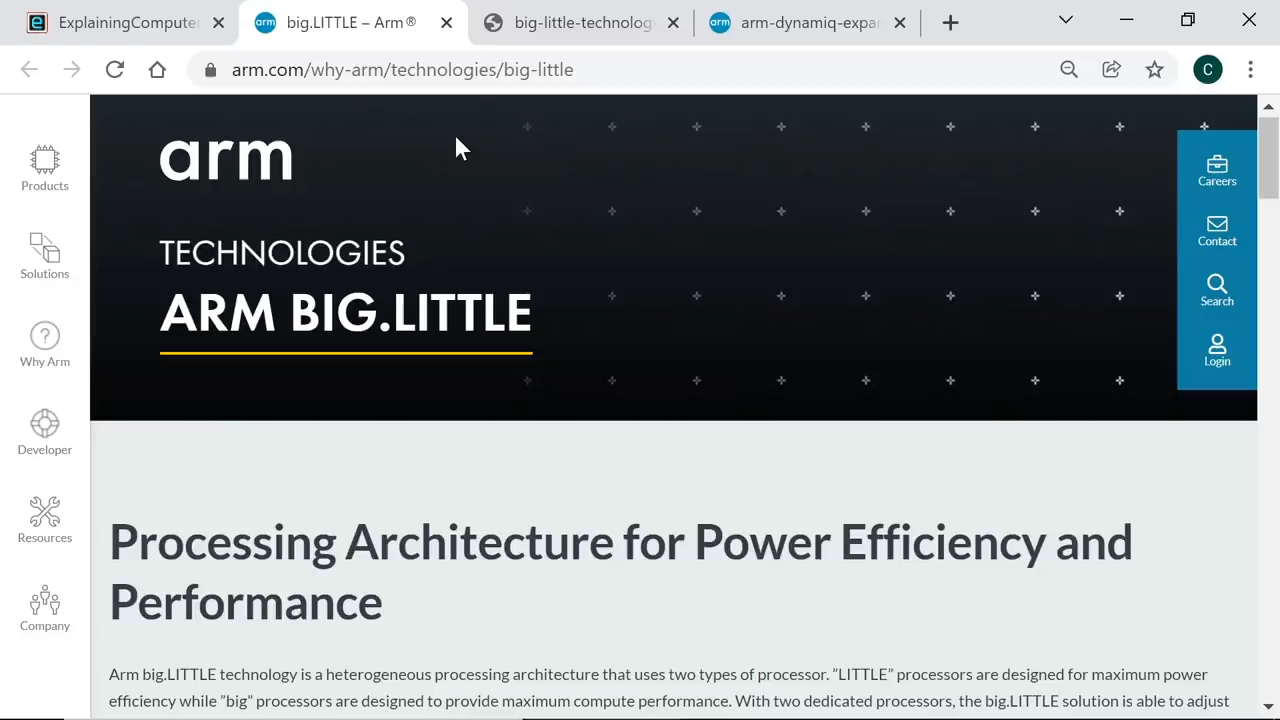 ExplainingComputer
big.LITTLE – Arm®
big-little-technolog
arm-dynamiq-expa
arm.com/why-arm/technologies/big-little
C
Products
Solutions
Why Arm
Developer
Resources
Company
arm
TECHNOLOGIES
ARM BIG.LITTLE
Careers
Contact
Search
Login
Processing Architecture for Power Efficiency and
Performance
Arm big.LITTLE technology is a heterogeneous processing architecture that uses two types of processor. ”LITTLE” processors are designed for maximum power
efficiency while ”big” processors are designed to provide maximum compute performance. With two dedicated processors, the big.LITTLE solution is able to adjust